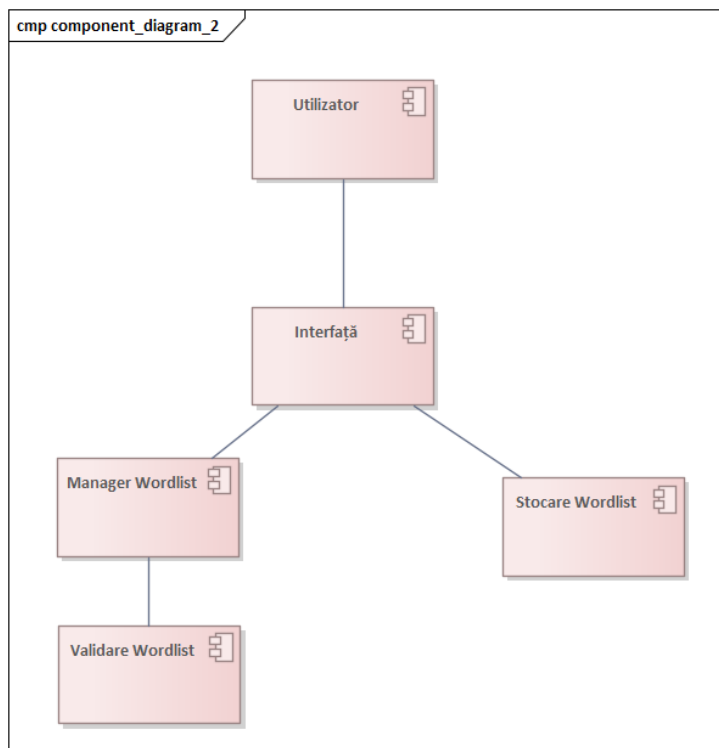 cmp component_diagram_2
Utilizator
Interfață
Manager Wordlist
Stocare Wordlist
Validare Wordlist